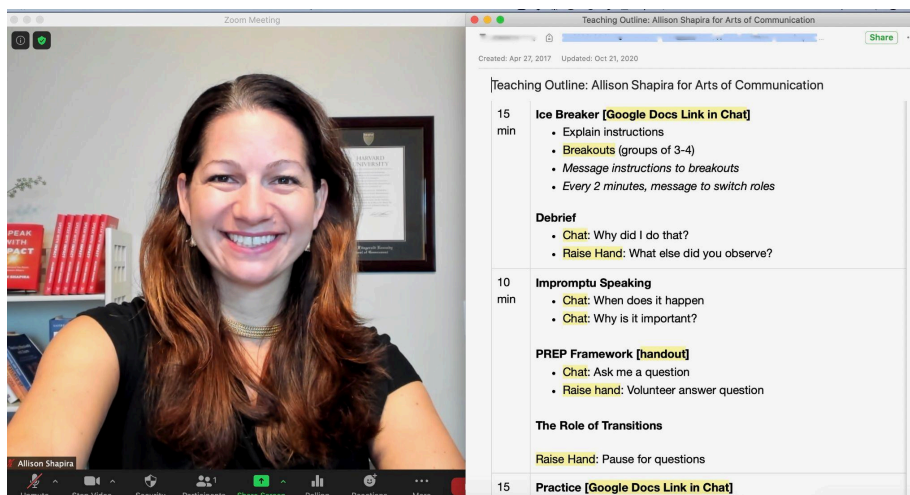 Zoom Meeting
SPEAK
WITH
HARVARD
UNIVERSITY
Allison Shapira
Unmute
Stop Video
Security
Participants
1
Share Screen
Polling
Reactions
More
Teaching Outline: Allison Shapira for Arts of Communication
Share
Created: Apr 27, 2017 Updated: Oct 21, 2020
Teaching Outline: Allison Shapira for Arts of Communication
15 min
Ice Breaker [Google Docs Link in Chat]
• Explain instructions
• Breakouts (groups of 3-4)
• Message instructions to breakouts
• Every 2 minutes, message to switch roles
Debrief
• Chat: Why did I do that?
• Raise Hand: What else did you observe?
10 min
Impromptu Speaking
• Chat: When does it happen
• Chat: Why is it important?
PREP Framework [handout]
• Chat: Ask me a question
• Raise hand: Volunteer answer question
The Role of Transitions
Raise Hand: Pause for questions
15
Practice [Google Docs Link in Chat]